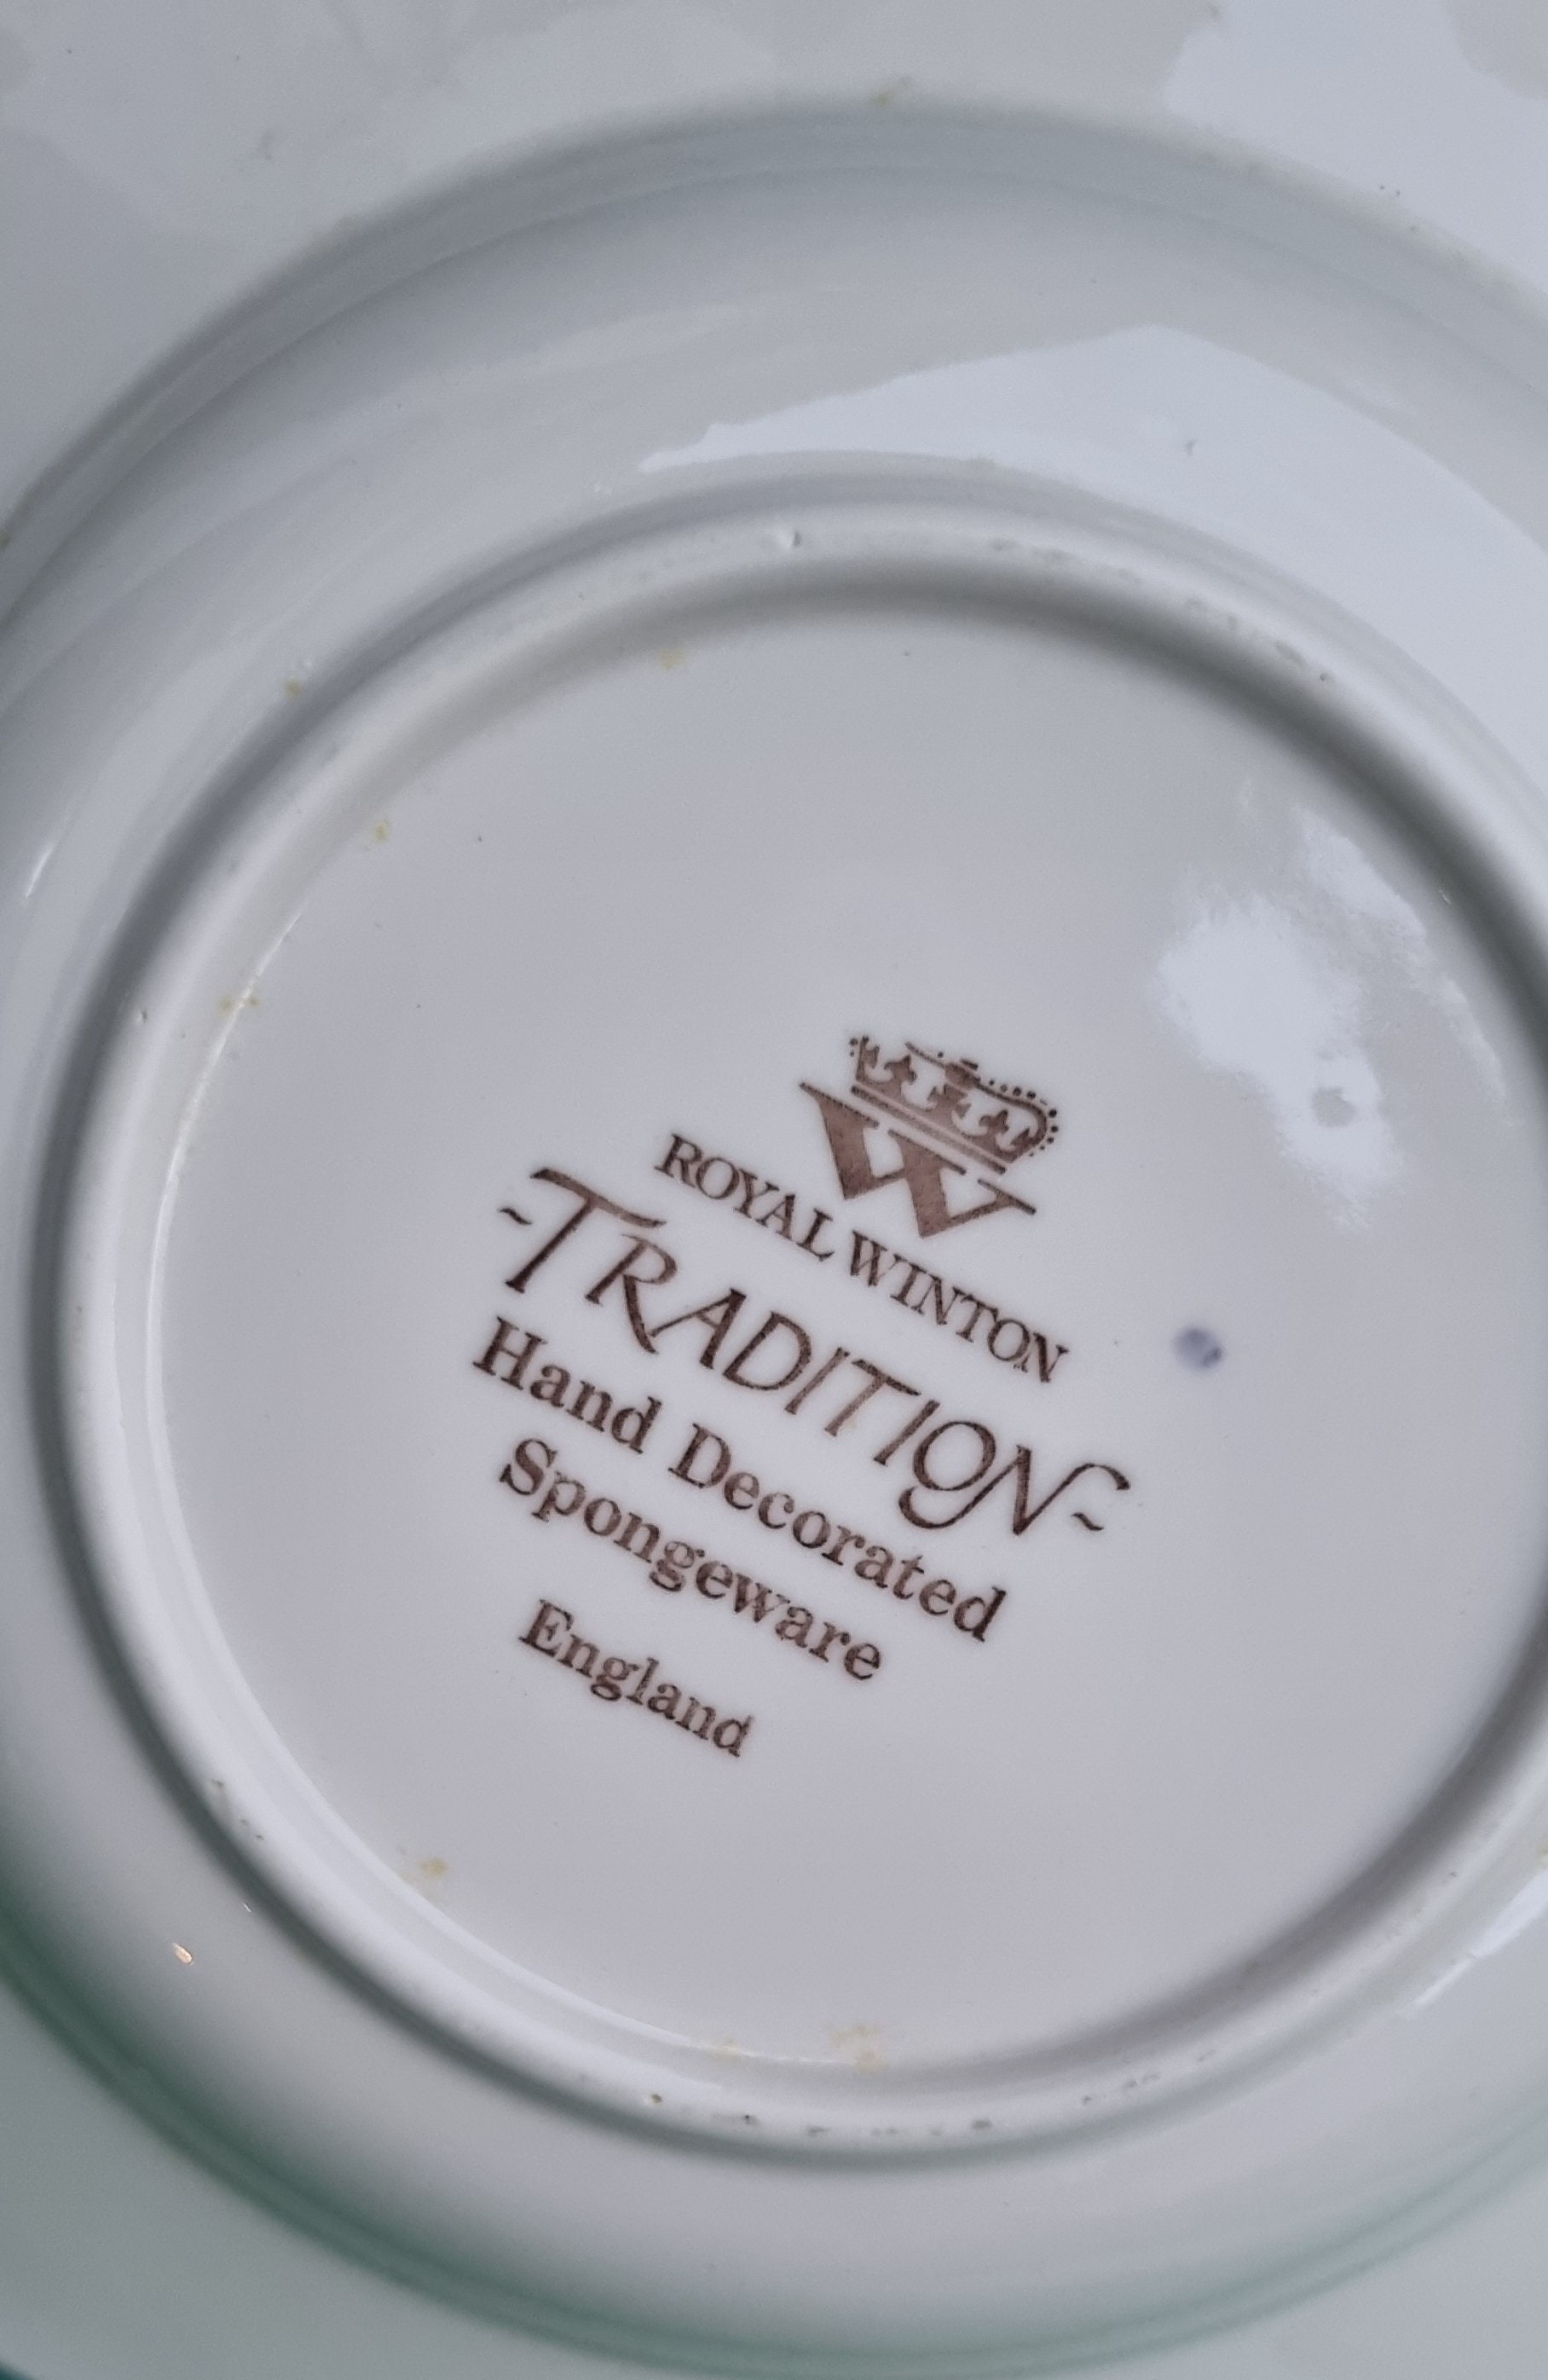 W
ROYAL WINTON
~TRADITION~
Hand Decorated
Spongeware
England